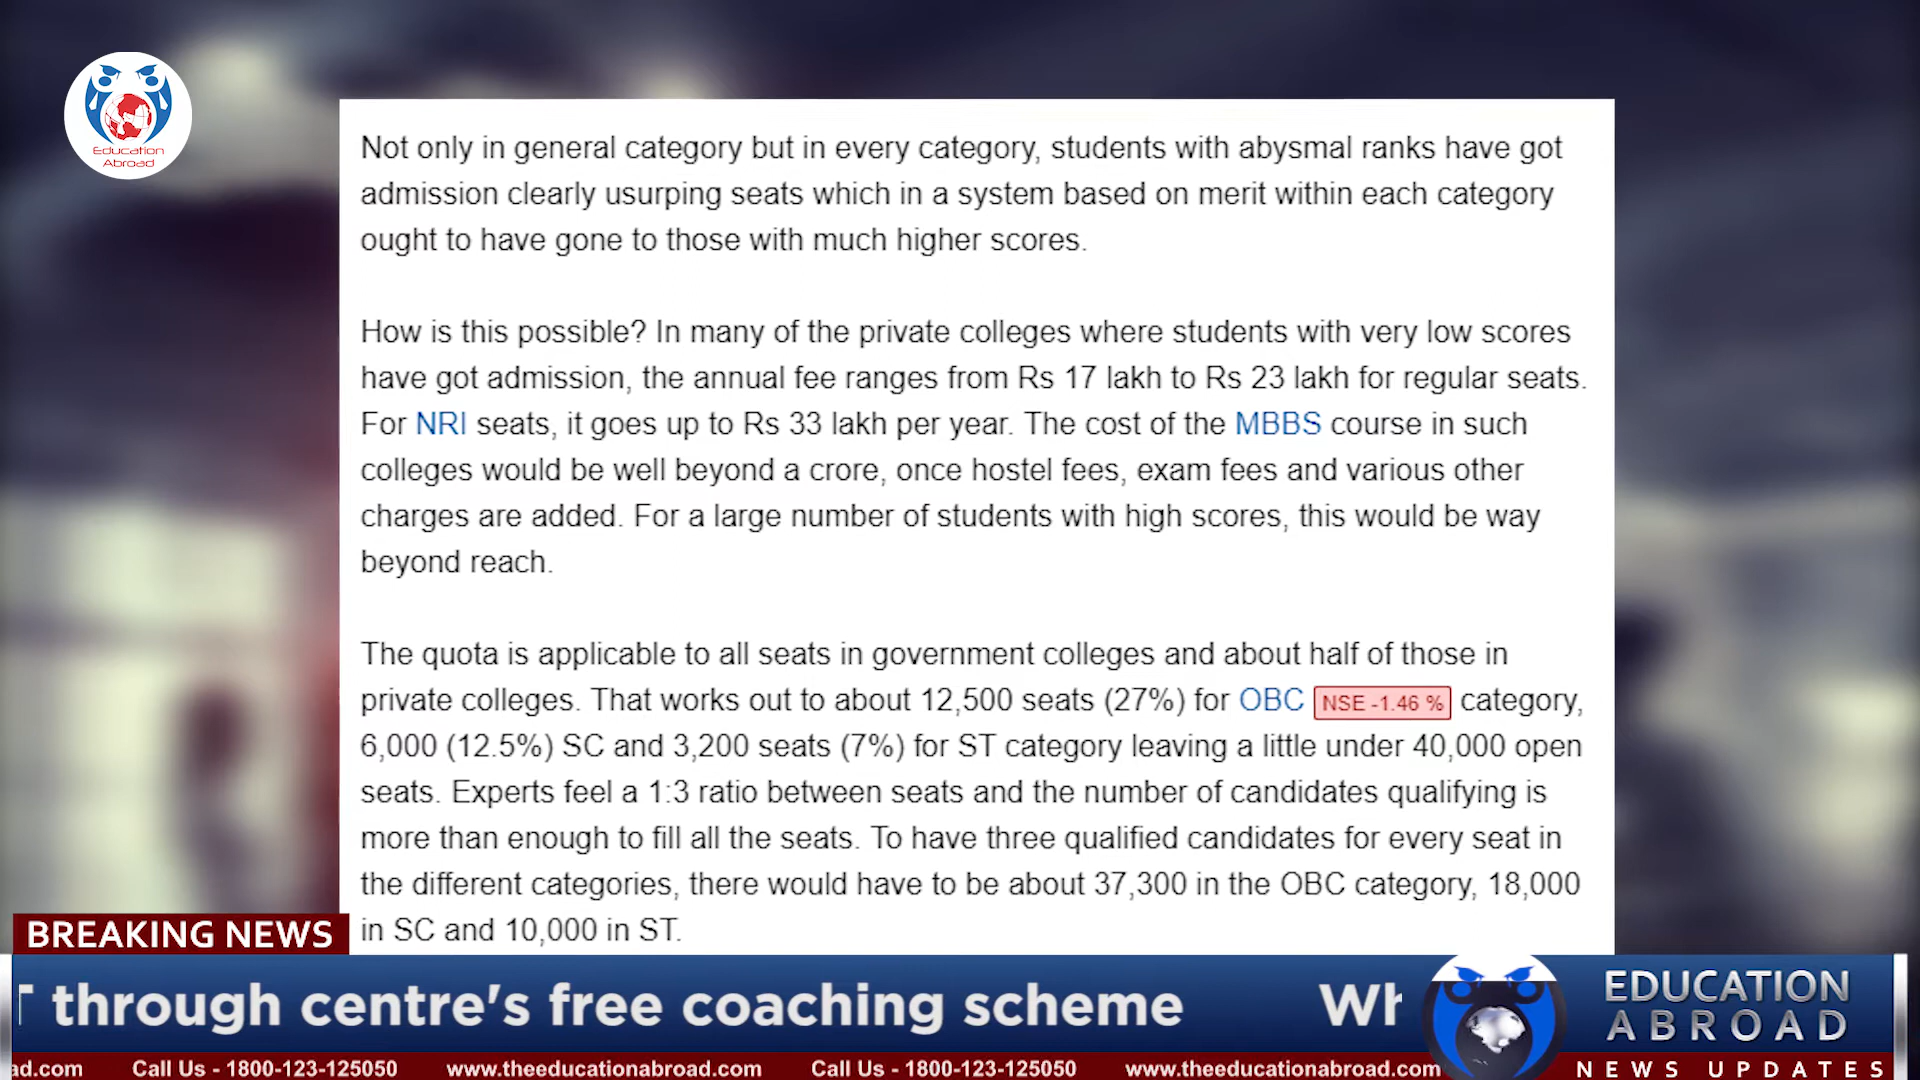 Education
Abroad
Not only in general category but in every category, students with abysmal ranks have got
admission clearly usurping seats which in a system based on merit within each category
ought to have gone to those with much higher scores.
How is this possible? In many of the private colleges where students with very low scores
have got admission, the annual fee ranges from Rs 17 lakh to Rs 23 lakh for regular seats.
For NRI seats, it goes up to Rs 33 lakh per year. The cost of the MBBS course in such
colleges would be well beyond a crore, once hostel fees, exam fees and various other
charges are added. For a large number of students with high scores, this would be way
beyond reach.
The quota is applicable to all seats in government colleges and about half of those in
private colleges. That works out to about 12,500 seats (27%) for OBC NSE -1.46 % category,
6,000 (12.5%) SC and 3,200 seats (7%) for ST category leaving a little under 40,000 open
seats. Experts feel a 1:3 ratio between seats and the number of candidates qualifying is
more than enough to fill all the seats. To have three qualified candidates for every seat in
the different categories, there would have to be about 37,300 in the OBC category, 18,000
in SC and 10,000 in ST.
BREAKING NEWS
T through centre's free coaching scheme Wh
EDUCATION
ABROAD
ad.com Call Us - 1800-123-125050 www.theeducationabroad.com Call Us - 1800-123-125050 www.theeducationabroad.com NEWS UPDATES